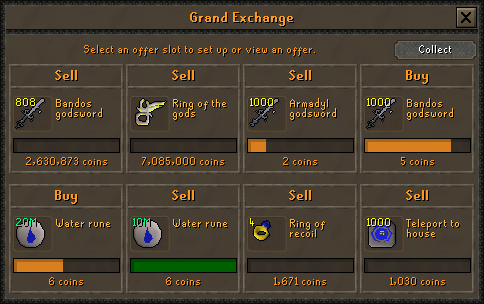 Grand Exchange
Select an offer slot to set up or view an offer.
Collect
Sell
808
Bandos
godsword
2,630,873 coins
Sell
Ring of the
gods
7,085,000 coins
Sell
1000
Armadyl
godsword
2 coins
Buy
1000
Bandos
godsword
5 coins
Buy
20M
Water rune
6 coins
Sell
10M
Water rune
6 coins
Sell
4
Ring of
recoil
1,671 coins
Sell
1000
Teleport to
house
1,030 coins